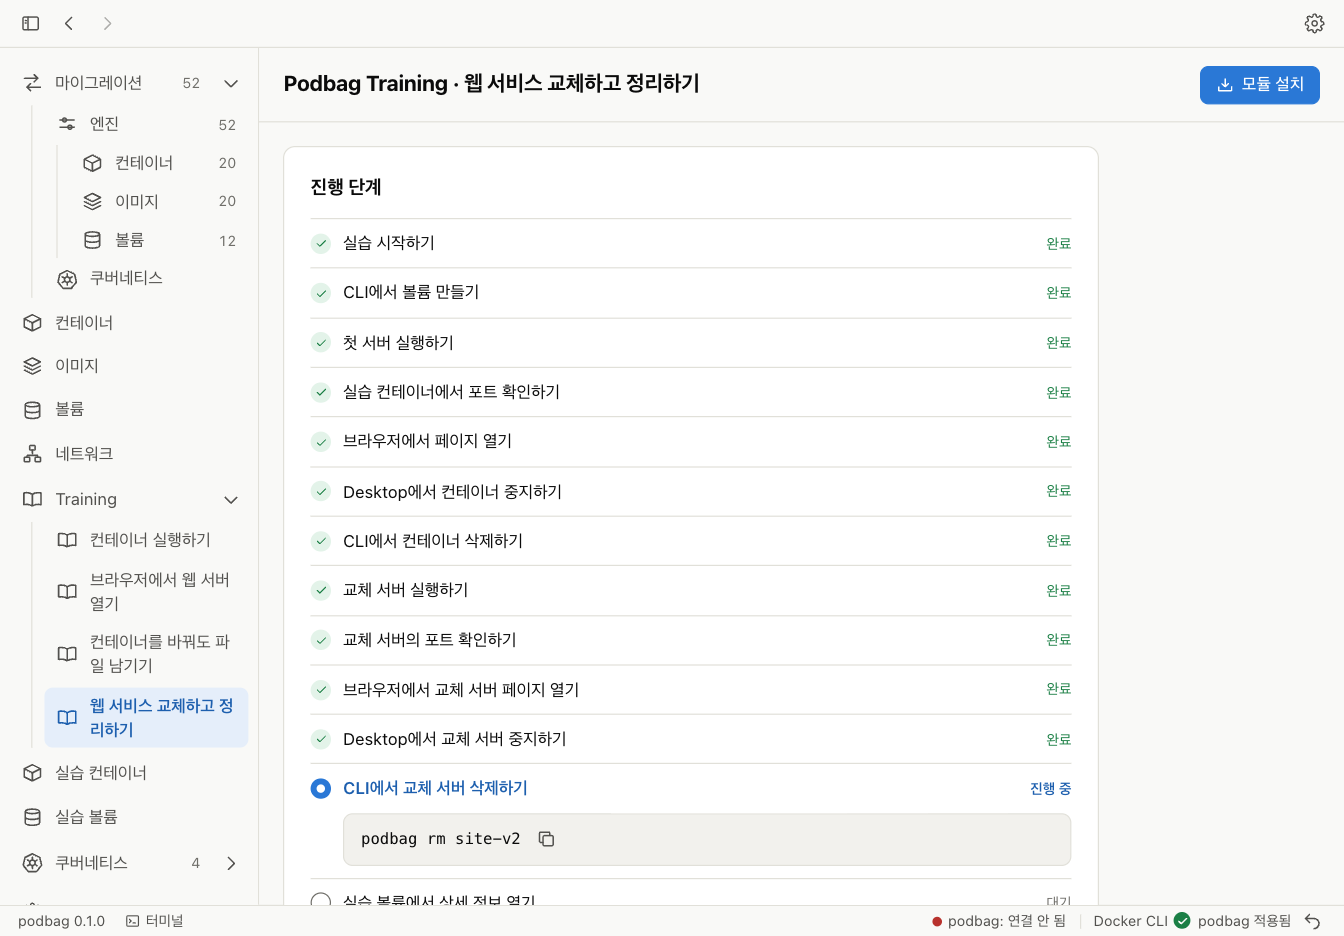 마이그레이션 52
엔진 52
컨테이너 20
이미지 20
볼륨 12
쿠버네티스
컨테이너
이미지
볼륨
네트워크
Training
컨테이너 실행하기
브라우저에서 웹 서버
열기
컨테이너를 바꿔도 파
일 남기기
웹 서비스 교체하고 정
리하기
실습 컨테이너
실습 볼륨
쿠버네티스 4
Podbag Training · 웹 서비스 교체하고 정리하기
모듈 설치
진행 단계
실습 시작하기 완료
CLI에서 볼륨 만들기 완료
첫 서버 실행하기 완료
실습 컨테이너에서 포트 확인하기 완료
브라우저에서 페이지 열기 완료
Desktop에서 컨테이너 중지하기 완료
CLI에서 컨테이너 삭제하기 완료
교체 서버 실행하기 완료
교체 서버의 포트 확인하기 완료
브라우저에서 교체 서버 페이지 열기 완료
Desktop에서 교체 서버 중지하기 완료
CLI에서 교체 서버 삭제하기 진행 중
podbag rm site-v2
실습 볼륨에서 상세 정보 열기 대기
podbag 0.1.0 터미널 podbag: 연결 안 됨 Docker CLI podbag 적용됨